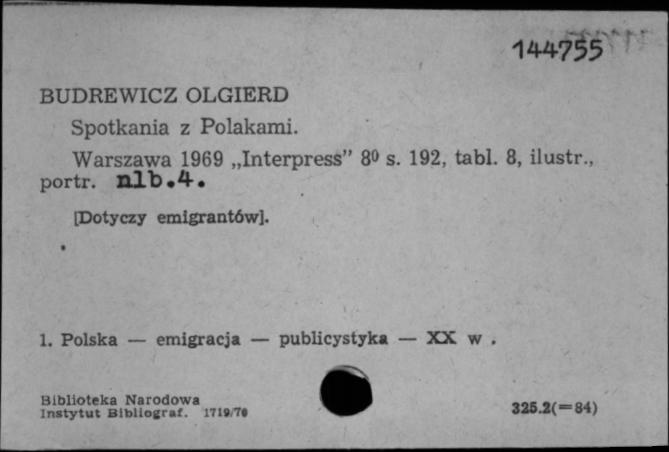 144755
BUDREWICZ OLGIERD
Spotkania z Polakami.
Warszawa 1969 „Interpress” 8⁰ s. 192, tabl. 8, ilustr.,
portr. nlb.4.
[Dotyczy emigrantów].
1. Polska — emigracja — publicystyka — XX w .
Biblioteka Narodowa
Instytut Bibliograf. 1719/70
325.2(=84)